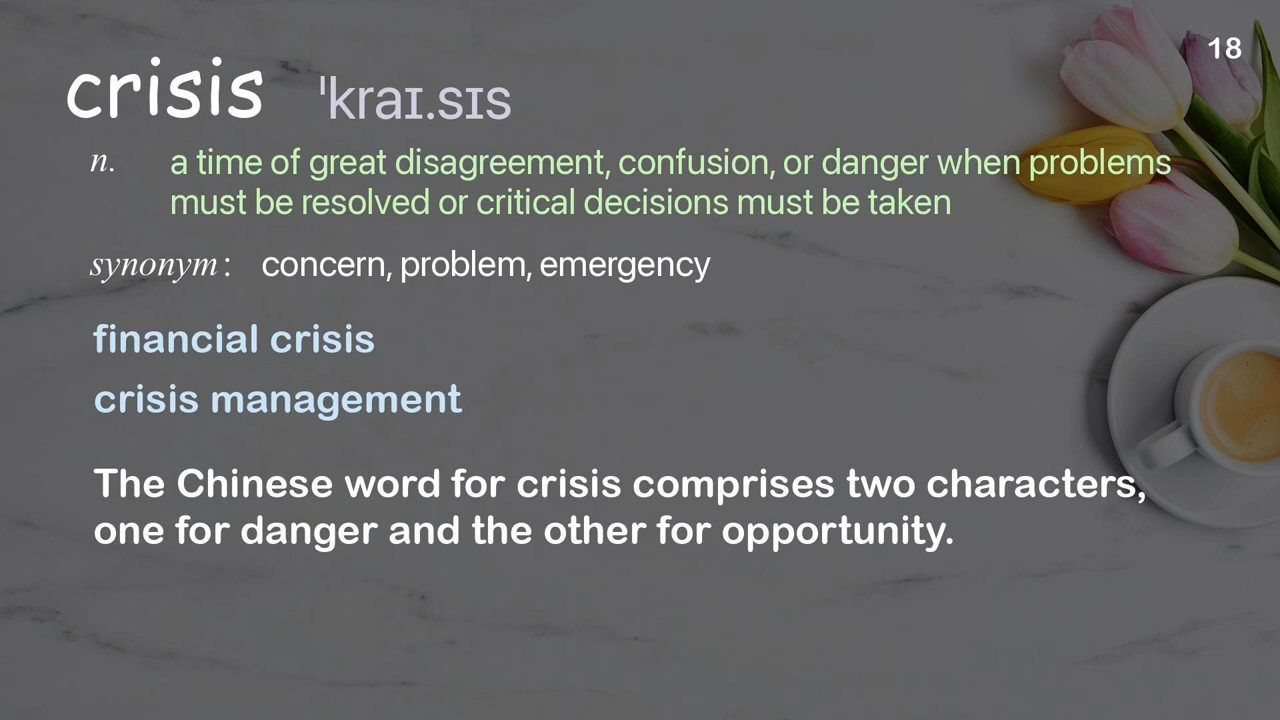 18
crisis ˈkraɪ.sɪs
n. a time of great disagreement, confusion, or danger when problems
must be resolved or critical decisions must be taken
synonym: concern, problem, emergency
financial crisis
crisis management
The Chinese word for crisis comprises two characters,
one for danger and the other for opportunity.